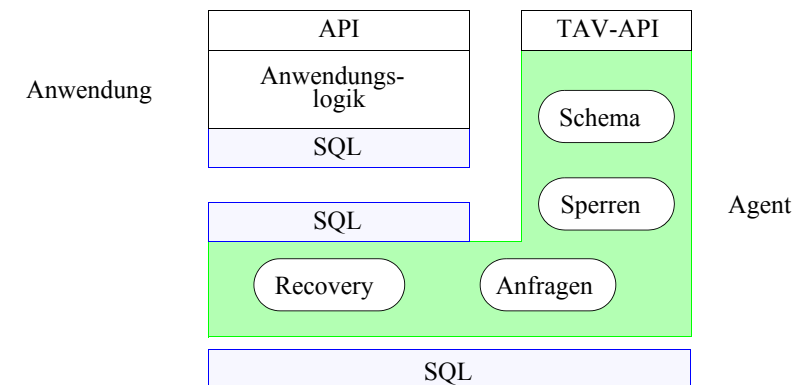 API
TAV-API
Anwendung
Anwendungs-
logik
Schema
SQL
Sperren
Agent
SQL
Recovery
Anfragen
SQL